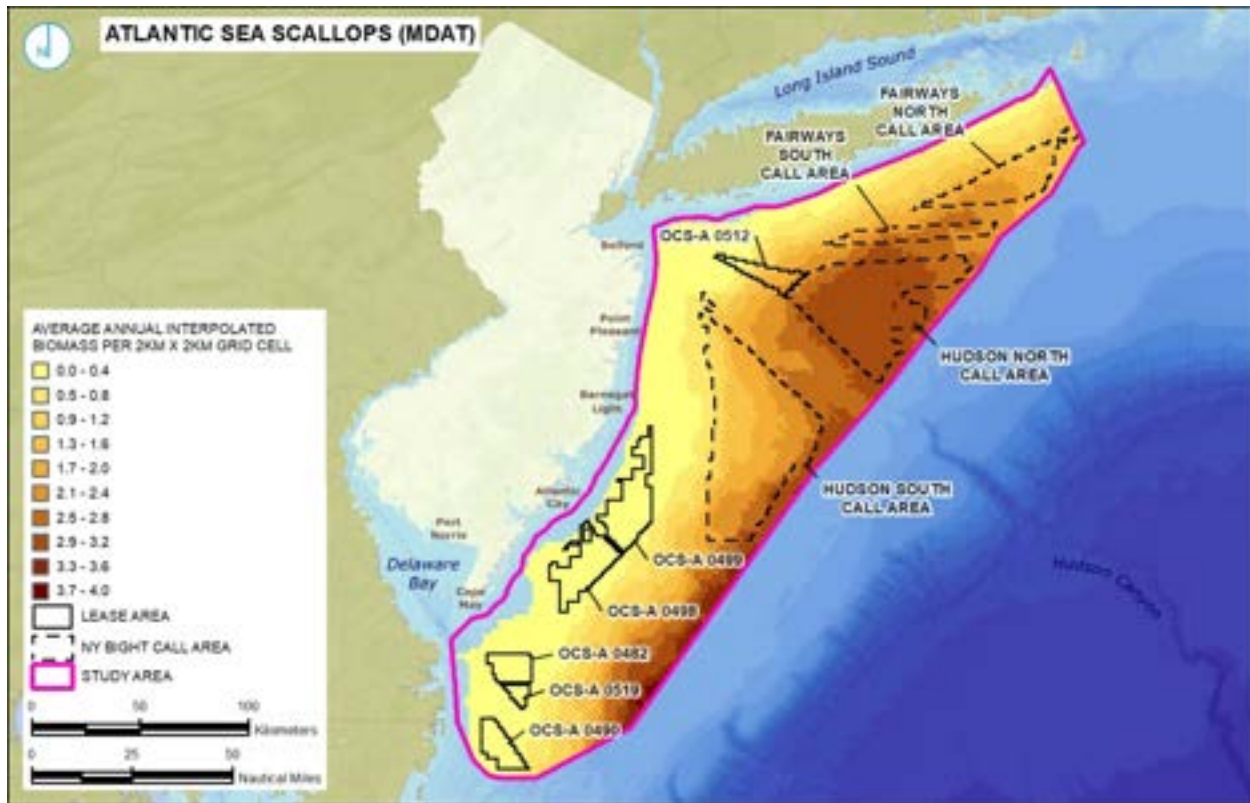 ATLANTIC SEA SCALLOPS (MDAT)
Long Island Sound
FAIRWAYS
NORTH
CALL AREA
FAIRWAYS
SOUTH
CALL AREA
OCS-A 0512
Belford
Point
Pleasant
Barnegat
Light
HUDSON NORTH
CALL AREA
HUDSON SOUTH
CALL AREA
Atlantic
City
Port
Norris
Delaware
Bay
Cape
May
OCS-A 0499
OCS-A 0498
OCS-A 0482
OCS-A 0519
OCS-A 0490
Hudson Canyon
AVERAGE ANNUAL INTERPOLATED
BIOMASS PER 2KM X 2KM GRID CELL
0.0 - 0.4
0.5 - 0.8
0.9 - 1.2
1.3 - 1.6
1.7 - 2.0
2.1 - 2.4
2.5 - 2.8
2.9 - 3.2
3.3 - 3.6
3.7 - 4.0
LEASE AREA
NY BIGHT CALL AREA
STUDY AREA
0 50 100
Kilometers
0 25 50
Nautical Miles